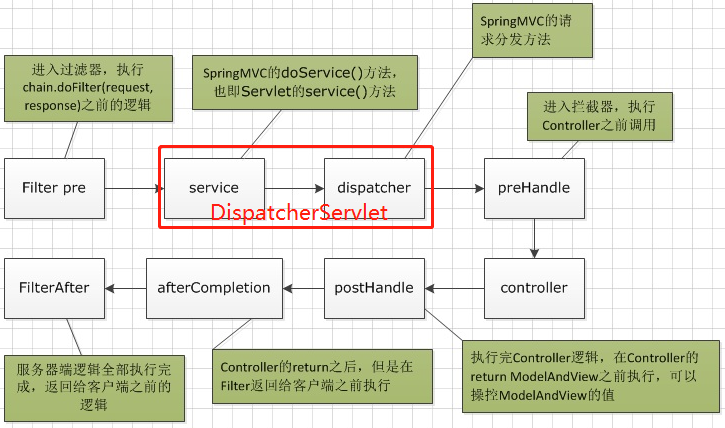 SpringMVC的请
求分发方法
进入过滤器，执行
chain.doFilter(request,
response)之前的逻辑
SpringMVC的doService()方法，
也即Servlet的service()方法
进入拦截器，执行
Controller之前调用
Filter pre
service
dispatcher
preHandle
DispatcherServlet
FilterAfter
afterCompletion
postHandle
controller
服务器端逻辑全部执行完
成，返回给客户端之前的
逻辑
Controller的return之后，但是在
Filter返回给客户端之前执行
执行完Controller逻辑，在Controller的
return ModelAndView之前执行，可以
操控ModelAndView的值